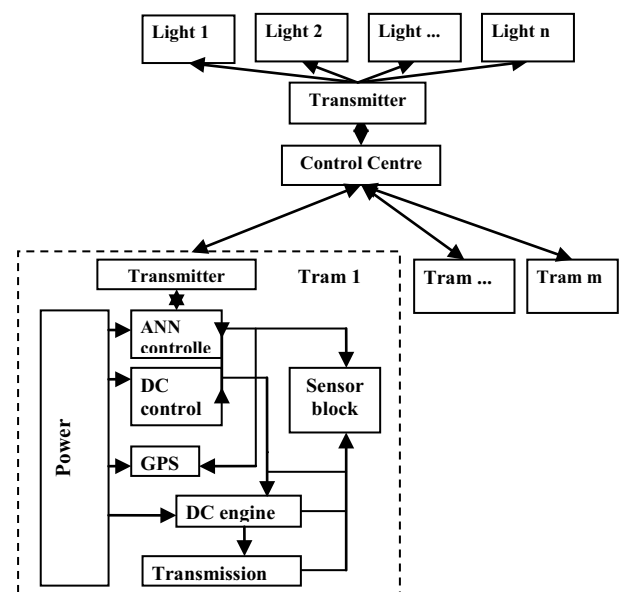 Light 1
Light 2
Light ...
Light n
Transmitter
Control Centre
Transmitter
Tram 1
Tram ...
Tram m
ANN
controlle
DC
control
Sensor
block
Power
GPS
DC engine
Transmission